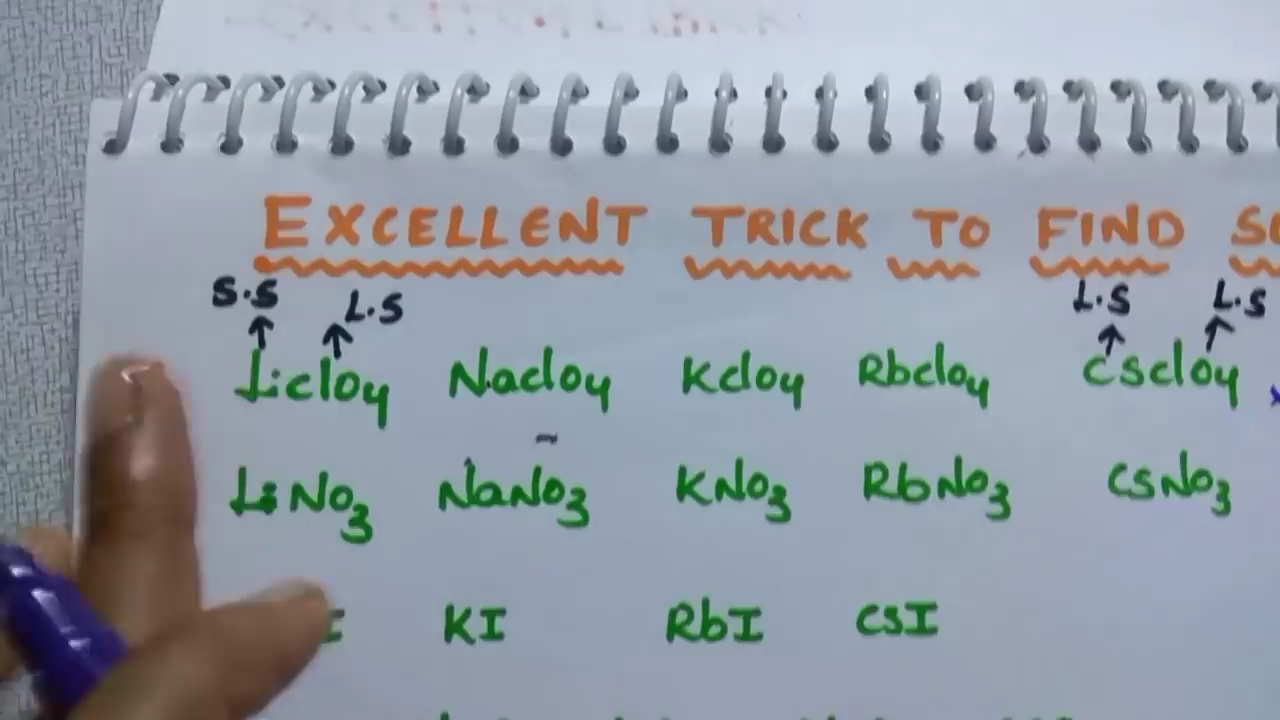 EXCELLENT TRICK TO FIND
S.S L.S L.S L.S
Liclo4 Naclo4 Kclo4 Rbclo4 csclo4
LiNo3 NaNo3 KNo3 RbNo3 CsNo3
KI RbI CsI